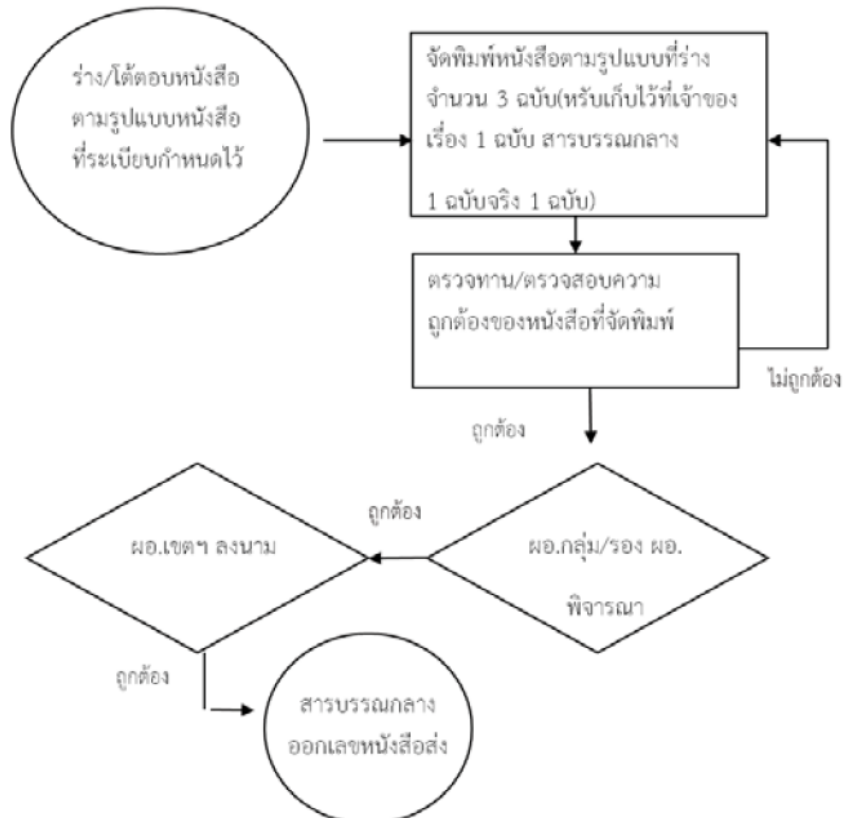 ร่าง/โต้ตอบหนังสือ
ตามรูปแบบหนังสือ
ที่ระเบียบกำหนดไว้
จัดพิมพ์หนังสือตามรูปแบบที่ร่าง
จำนวน 3 ฉบับ(หรับเก็บไว้ที่เจ้าของ
เรื่อง 1 ฉบับ สารบรรณกลาง
1 ฉบับจริง 1 ฉบับ)
ตรวจทาน/ตรวจสอบความ
ถูกต้องของหนังสือที่จัดพิมพ์
ไม่ถูกต้อง
ถูกต้อง
ผอ.กลุ่ม/รอง ผอ.
พิจารณา
ถูกต้อง
ผอ.เขตฯ ลงนาม
ถูกต้อง
สารบรรณกลาง
ออกเลขหนังสือส่ง